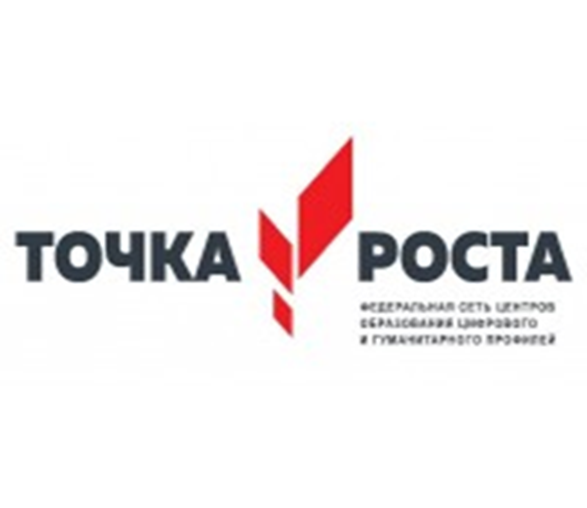 ТОЧКА РОСТА
ФЕДЕРАЛЬНАЯ СЕТЬ ЦЕНТРОВ
ОБРАЗОВАНИЯ ЦИФРОВОГО
И ГУМАНИТАРНОГО ПРОФИЛЕЙ